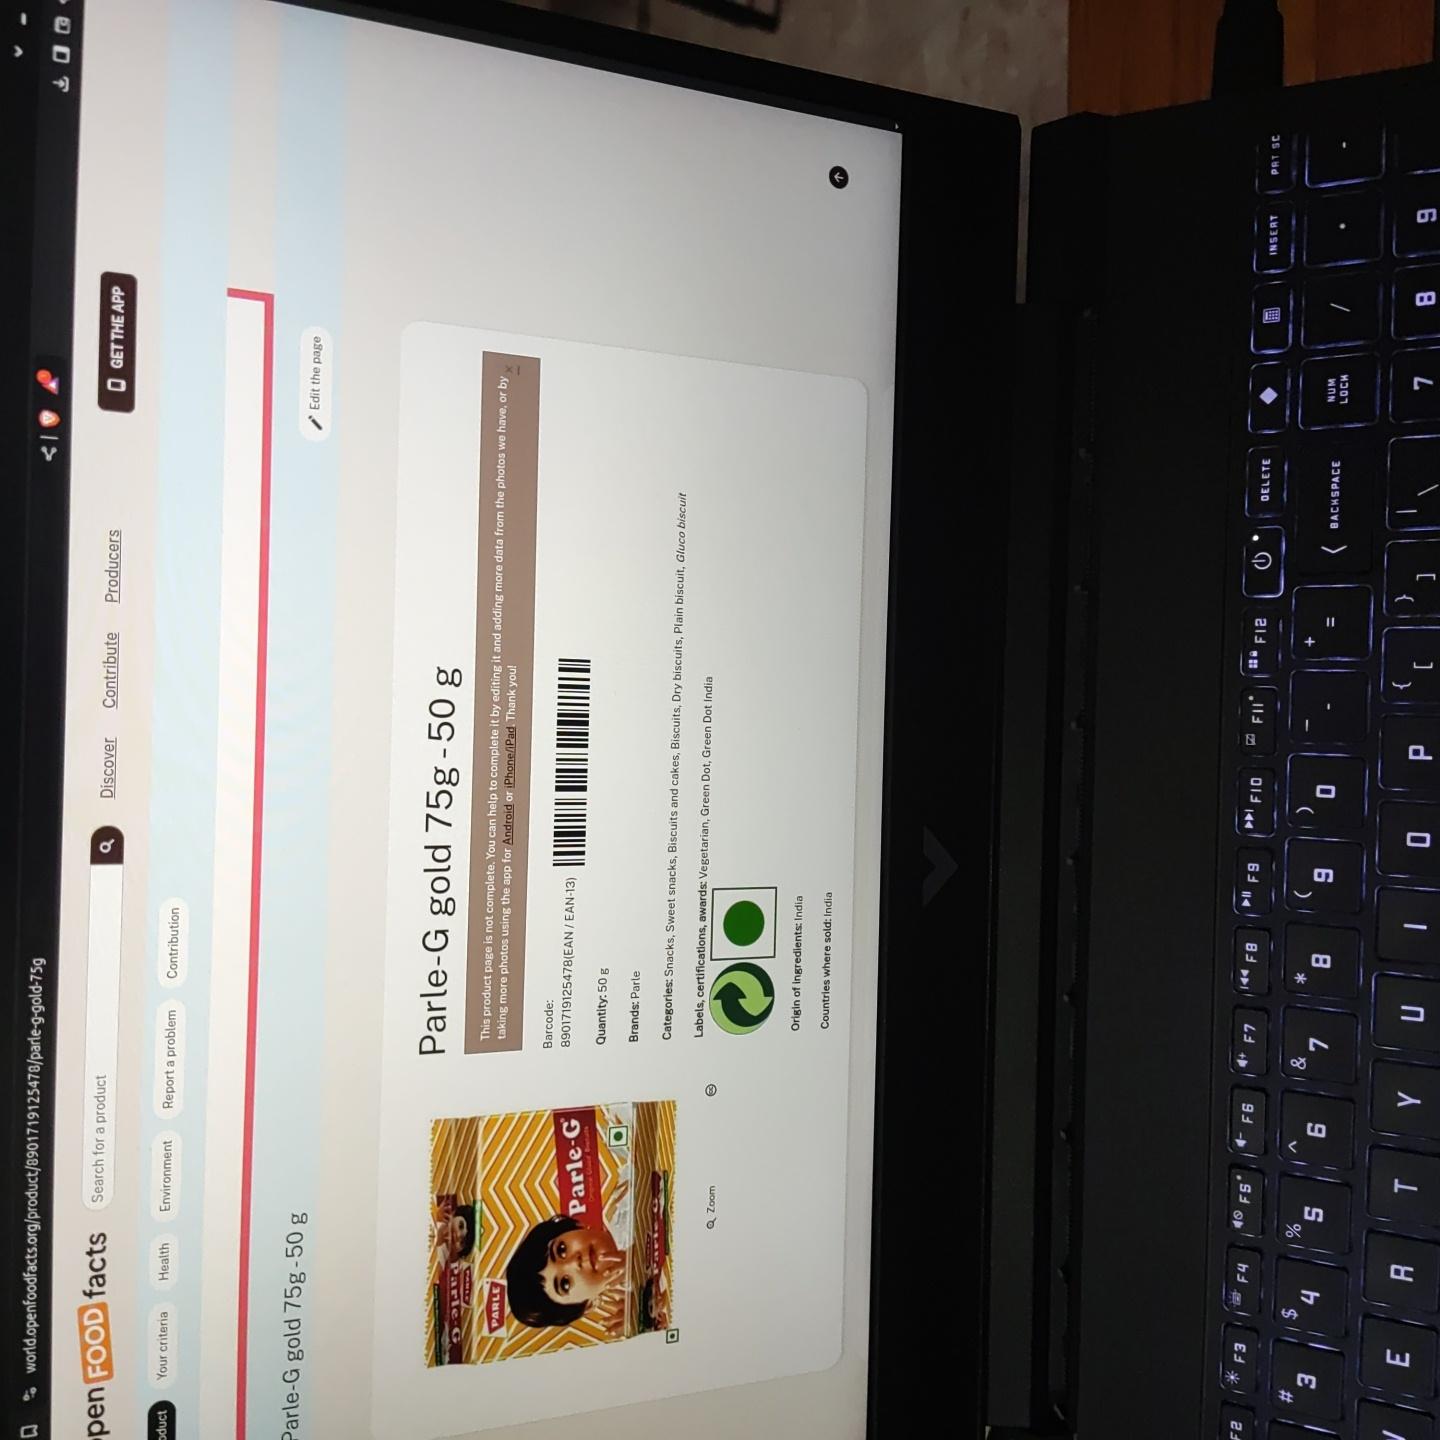 world.openfoodfacts.org/product/8901719125478/parle-g-gold-75g
open FOOD facts
Search for a product
Discover
Contribute
Producers
GET THE APP
Your criteria
Health
Environment
Report a problem
Contribution
Parle-G gold 75g - 50 g
Edit the page
Parle-G gold 75g - 50 g
This product page is not complete. You can help to complete it by editing it and adding more data from the photos we have, or by
taking more photos using the app for Android or iPhone/iPad. Thank you!
×
Barcode:
8901719125478(EAN / EAN-13)
Quantity: 50 g
Brands: Parle
Categories: Snacks, Sweet snacks, Biscuits and cakes, Biscuits, Dry biscuits, Plain biscuit, Gluco biscuit
Labels, certifications, awards: Vegetarian, Green Dot, Green Dot India
Origin of ingredients: India
Countries where sold: India
PARLE
Parle-G
Parle-G
Zoom
F2
F3
F4
F5
F6
F7
F8
F9
F10
F11
F12
DELETE
INSERT
PRT SC
# 3
$ 4
% 5
^ 6
& 7
* 8
( 9
) 0
_ -
+ =
BACKSPACE
NUM
LOCK
/
*
-
E
R
T
Y
U
I
O
P
{ [
} ]
| \
7
8
9